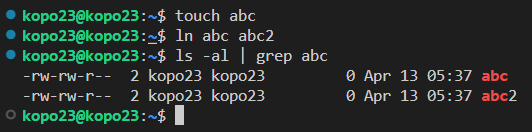 kopo23@kopo23:~$ touch abc
kopo23@kopo23:~$ ln abc abc2
kopo23@kopo23:~$ ls -al | grep abc
-rw-rw-r--  2 kopo23 kopo23          0 Apr 13 05:37 abc
-rw-rw-r--  2 kopo23 kopo23          0 Apr 13 05:37 abc2
kopo23@kopo23:~$